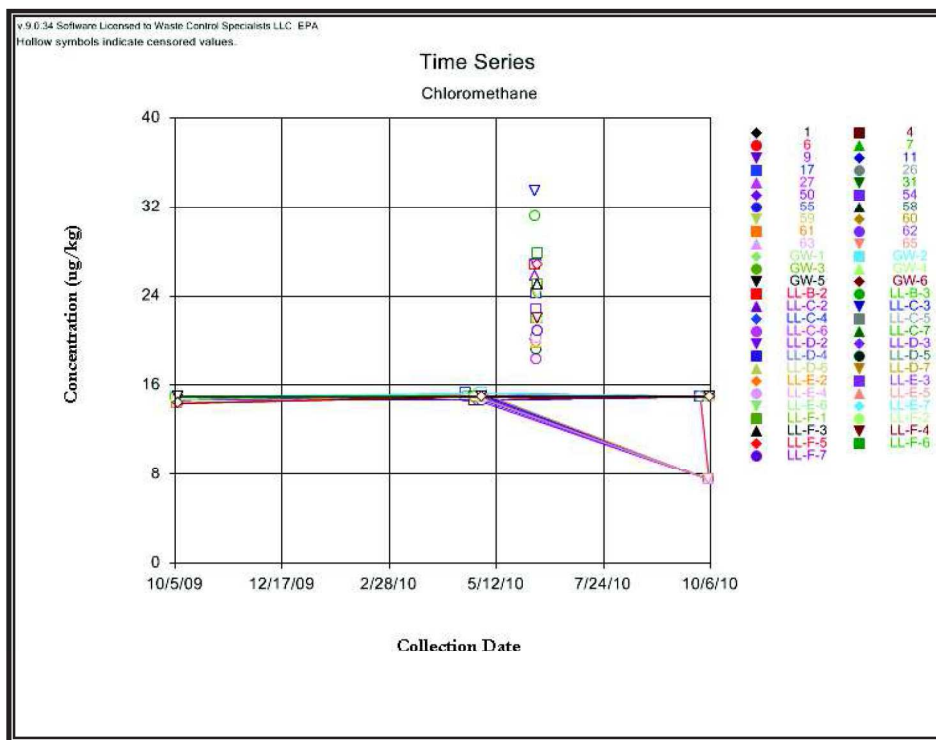 v.9.0.34 Software Licensed to Waste Control Specialists LLC EPA
Hollow symbols indicate censored values.
Time Series
Chloromethane
40
32
24
16
8
0
Concentration (ug/kg)
10/5/09 12/17/09 2/28/10 5/12/10 7/24/10 10/6/10
Collection Date
1 4
6 7
9 11
17 26
27 31
50 54
55 58
59 60
61 62
63 65
GW-1 GW-2
GW-3 GW-4
GW-5 GW-6
LL-B-2 LL-B-3
LL-C-2 LL-C-3
LL-C-4 LL-C-5
LL-C-6 LL-C-7
LL-D-2 LL-D-3
LL-D-4 LL-D-5
LL-D-6 LL-D-7
LL-E-2 LL-E-3
LL-E-4 LL-E-5
LL-E-6 LL-E-7
LL-F-1 LL-F-2
LL-F-3 LL-F-4
LL-F-5 LL-F-6
LL-F-7